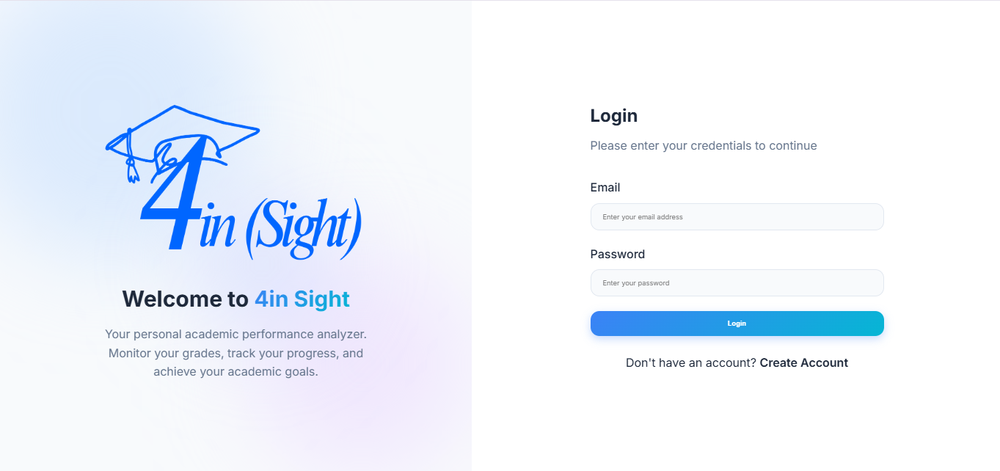 4in (Sight)
Welcome to 4in Sight
Your personal academic performance analyzer.
Monitor your grades, track your progress, and
achieve your academic goals.
Login
Please enter your credentials to continue
Email
Enter your email address
Password
Enter your password
Login
Don't have an account? Create Account